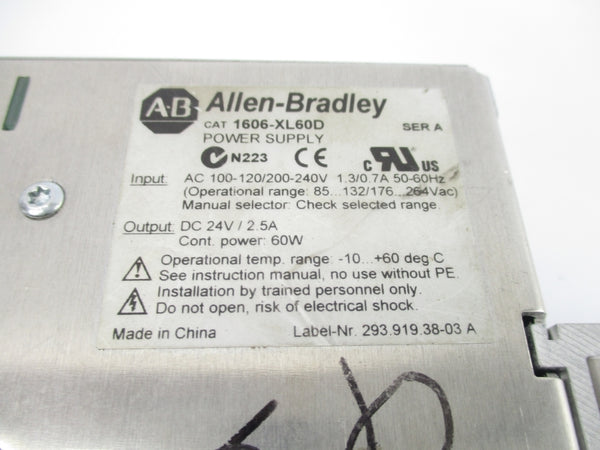 A-B Allen-Bradley
CAT 1606-XL60D SER A
POWER SUPPLY
N223 CE c RU US
Input: AC 100-120/200-240V 1.3/0.7A 50-60Hz
(Operational range: 85...132/176...264Vac)
Manual selector: Check selected range.
Output: DC 24V / 2.5A
Cont. power: 60W
Operational temp. range: -10...+60 deg C
See instruction manual, no use without PE.
Installation by trained personnel only.
Do not open, risk of electrical shock.
Made in China Label-Nr. 293.919.38-03 A